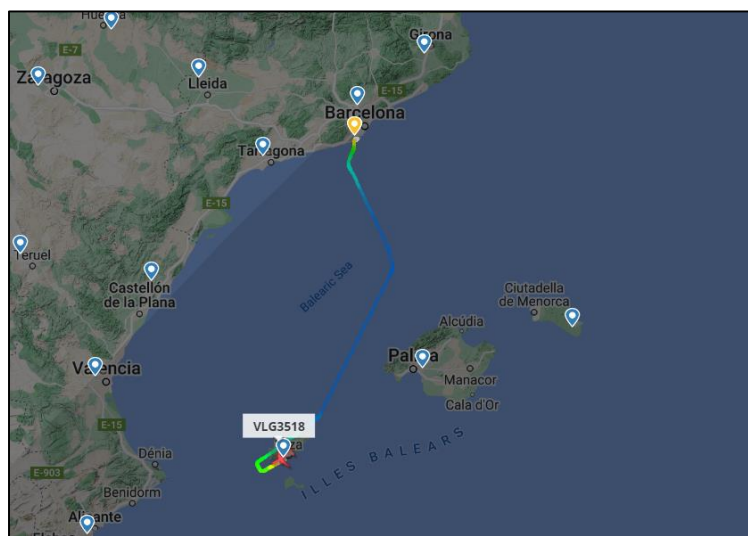 Huesca
Girona
E-7
Zaragoza
Lleida
E-15
Barcelona
Tarragona
E-15
Teruel
Castellón
de la Plana
Balearic Sea
Ciutadella
de Menorca
Alcúdia
Palma
Manacor
Valencia
Cala d'Or
VLG3518
E-15
ILLES BALEARS
Dénia
E-903
Benidorm
Alicante